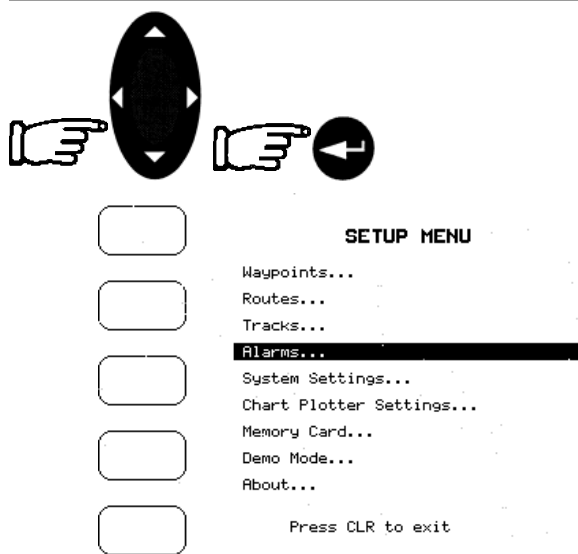 SETUP MENU
Waypoints...
Routes...
Tracks...
Alarms...
System Settings...
Chart Plotter Settings...
Memory Card...
Demo Mode...
About...
Press CLR to exit